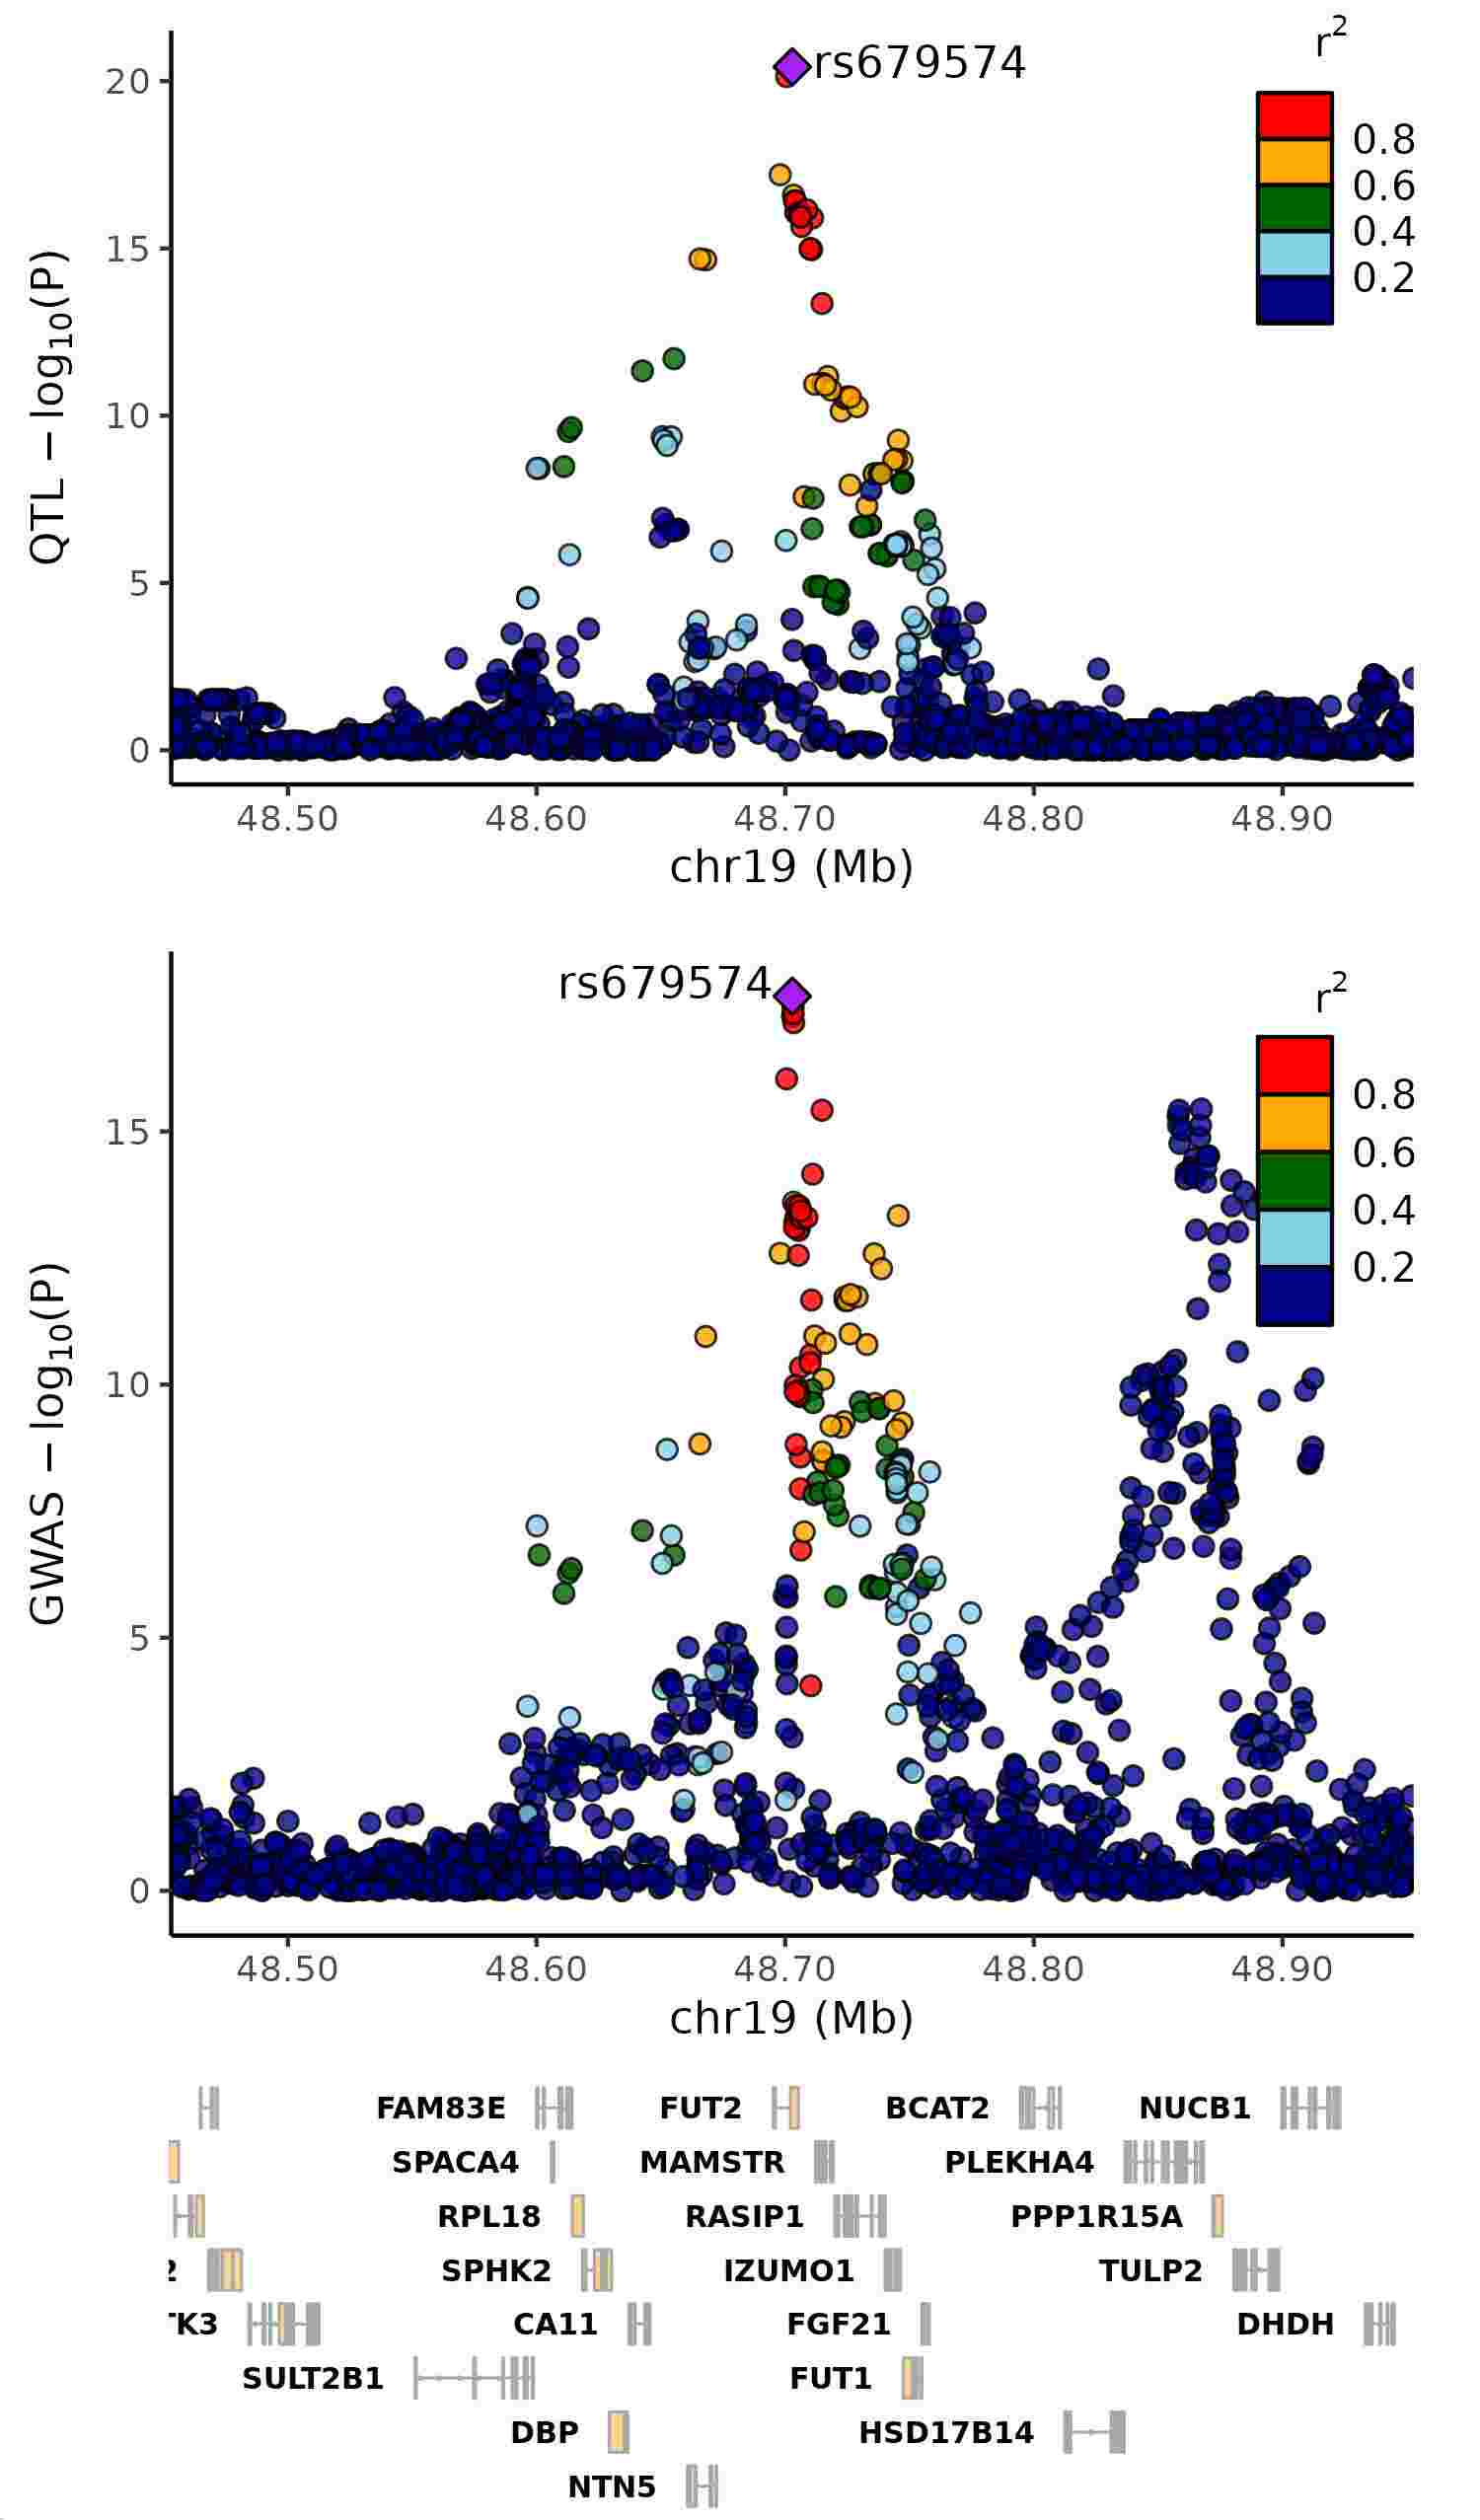 r²
rs679574
20
15
10
5
0
0.8
0.6
0.4
0.2
QTL −log₁₀(P)
48.50 48.60 48.70 48.80 48.90
chr19 (Mb)
r²
rs679574
15
10
5
0
0.8
0.6
0.4
0.2
GWAS −log₁₀(P)
48.50 48.60 48.70 48.80 48.90
chr19 (Mb)
FAM83E FUT2 BCAT2 NUCB1
SPACA4 MAMSTR PLEKHA4
RPL18 RASIP1 PPP1R15A
2 SPHK2 IZUMO1 TULP2
TK3 CA11 FGF21 DHDH
SULT2B1 FUT1
DBP HSD17B14
NTN5